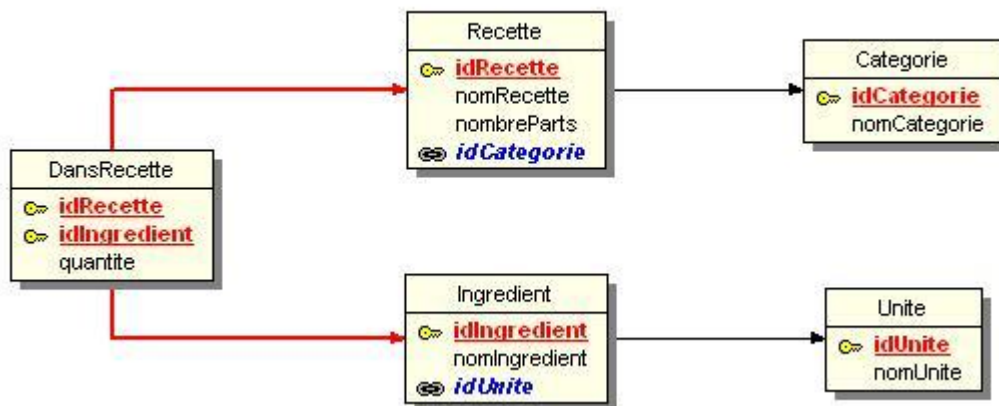 Recette
idRecette
nomRecette
nombreParts
idCategorie
Categorie
idCategorie
nomCategorie
DansRecette
idRecette
idIngredient
quantite
Ingredient
idIngredient
nomIngredient
idUnite
Unite
idUnite
nomUnite